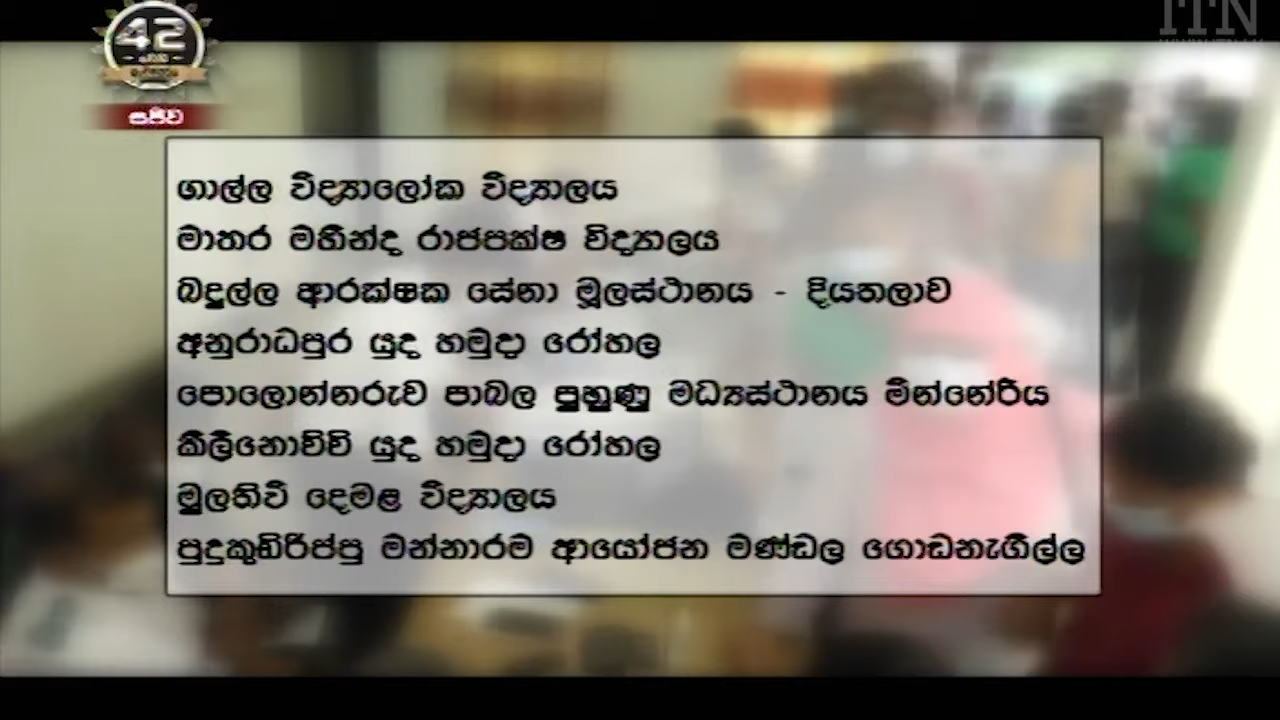 ITN
42
සජීව
ගාල්ල විද්‍යාලෝක විද්‍යාලය
මාතර මහින්ද රාජපක්ෂ විද්‍යාලය
බදුල්ල ආරක්ෂක සේනා මූලස්ථානය - දියතලාව
අනුරාධපුර යුද හමුදා රෝහල
පොලොන්නරුව පාබල පුහුණු මධ්‍යස්ථානය මින්නේරිය
කිලිනොච්චි යුද හමුදා රෝහල
මුලතිව් දෙමළ විද්‍යාලය
පුදුකුඩිරිප්පු මන්නාරම ආයෝජන මණ්ඩල ගොඩනැගිල්ල